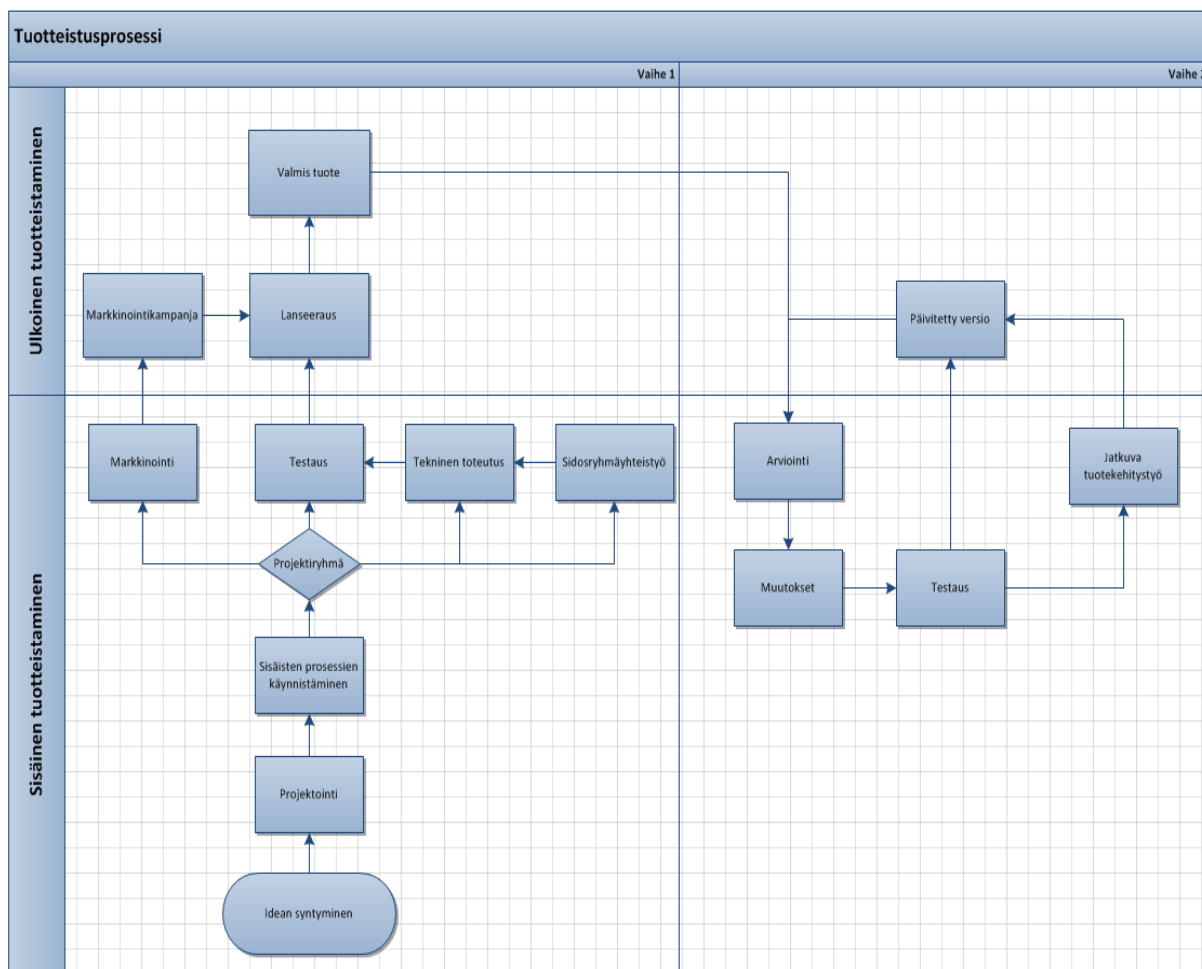 Tuotteistusprosessi
Vaihe 1
Vaihe
Ulkoinen tuotteistaminen
Valmis tuote
Markkinointikampanja
Lanseeraus
Päivitetty versio
Sisäinen tuotteistaminen
Markkinointi
Testaus
Tekninen toteutus
Sidosryhmäyhteistyö
Arviointi
Jatkuva
tuotekehitystyö
Projektiryhmä
Muutokset
Testaus
Sisäisten prosessien
käynnistäminen
Projektointi
Idean syntyminen